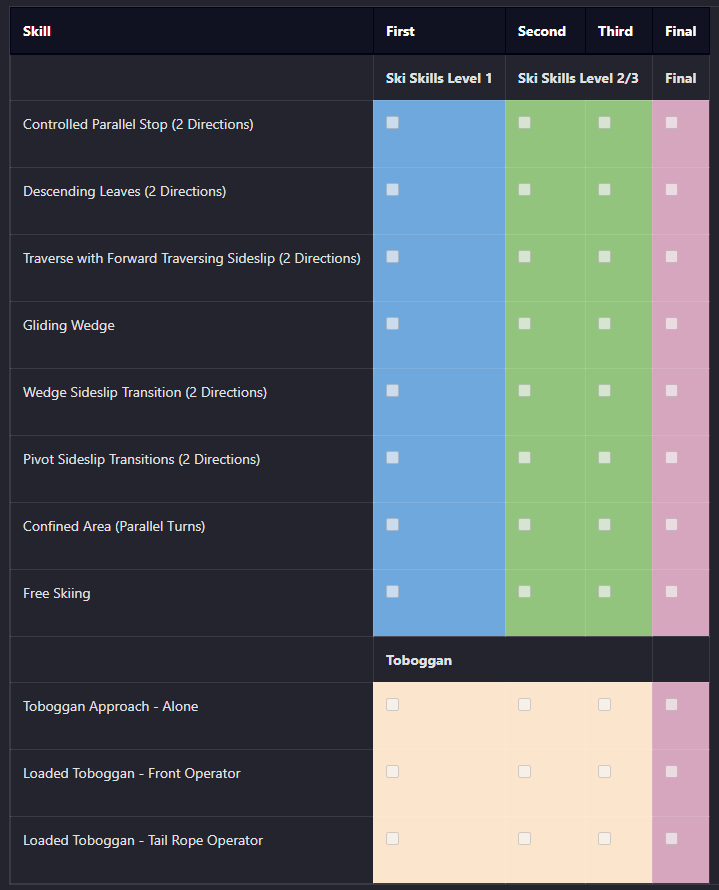 Skill First Second Third Final
Ski Skills Level 1 Ski Skills Level 2/3 Final
Controlled Parallel Stop (2 Directions)
Descending Leaves (2 Directions)
Traverse with Forward Traversing Sideslip (2 Directions)
Gliding Wedge
Wedge Sideslip Transition (2 Directions)
Pivot Sideslip Transitions (2 Directions)
Confined Area (Parallel Turns)
Free Skiing
Toboggan
Toboggan Approach - Alone
Loaded Toboggan - Front Operator
Loaded Toboggan - Tail Rope Operator